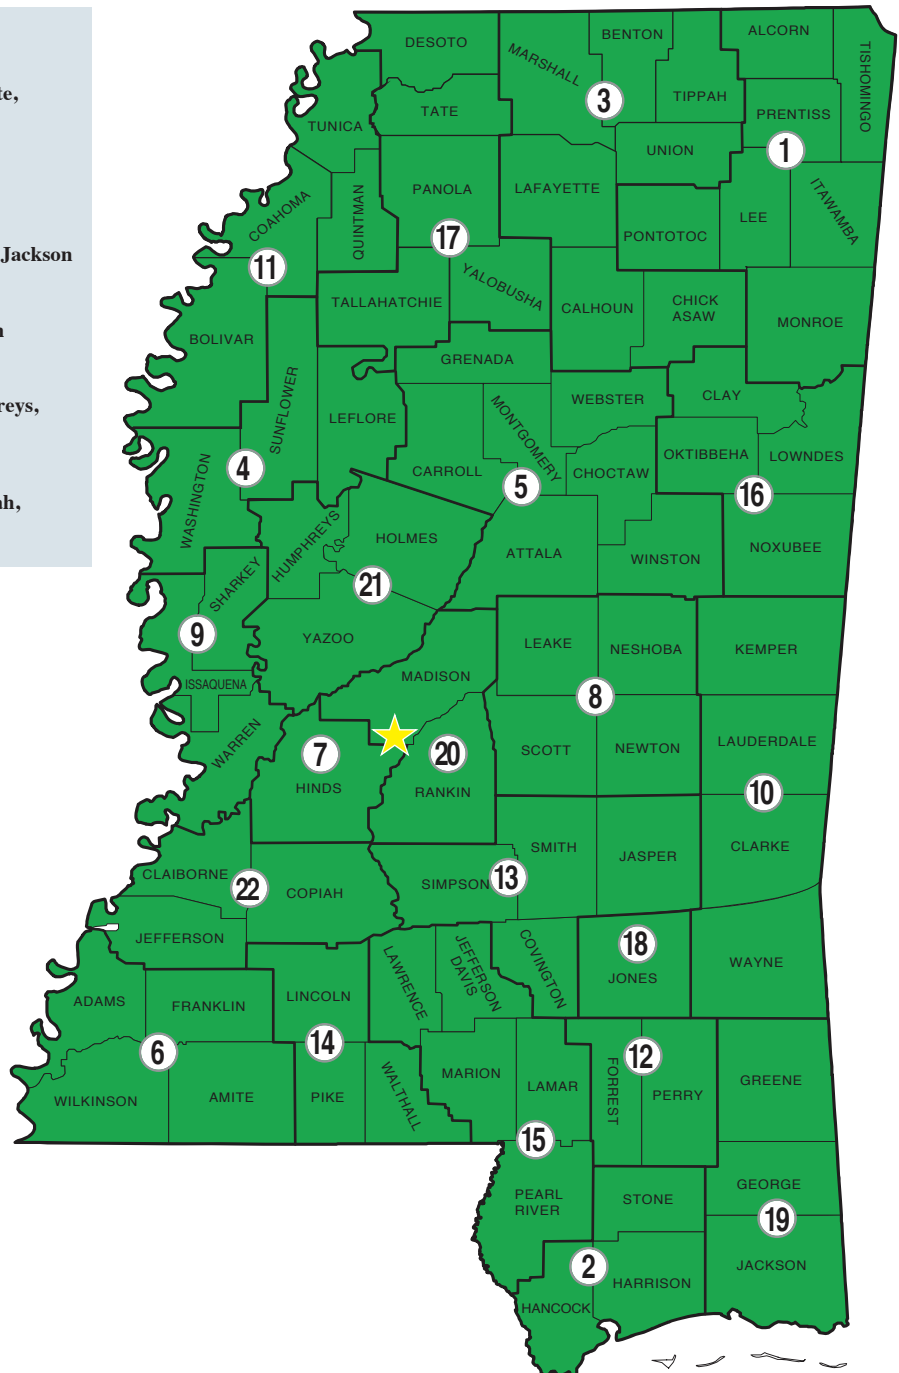 te,
Jackson
n
reys,
ah,
DESOTO
MARSHALL
BENTON
ALCORN
TISHOMINGO
TIPPAH
3
TATE
TUNICA
PRENTISS
1
UNION
PANOLA
LAFAYETTE
QUINTMAN
COAHOMA
LEE
ITAWAMBA
PONTOTOC
17
11
YALOBUSHA
TALLAHATCHIE
CALHOUN
CHICK
ASAW
MONROE
BOLIVAR
GRENADA
SUNFLOWER
LEFLORE
WEBSTER
CLAY
MONTGOMERY
OKTIBBEHA
LOWNDES
4
CARROLL
CHOCTAW
5
16
WASHINGTON
HUMPHREYS
HOLMES
ATTALA
WINSTON
NOXUBEE
SHARKEY
21
9
YAZOO
LEAKE
NESHOBA
KEMPER
MADISON
ISSAQUENA
8
WARREN
7
HINDS
20
RANKIN
SCOTT
NEWTON
LAUDERDALE
10
SMITH
JASPER
CLARKE
CLAIBORNE
22
COPIAH
SIMPSON
13
JEFFERSON
LAWRENCE
JEFFERSON
DAVIS
COVINGTON
18
JONES
WAYNE
ADAMS
FRANKLIN
LINCOLN
6
14
12
MARION
LAMAR
FORREST
PERRY
GREENE
WILKINSON
AMITE
PIKE
WALTHALL
15
PEARL
RIVER
STONE
GEORGE
19
2
HARRISON
JACKSON
HANCOCK